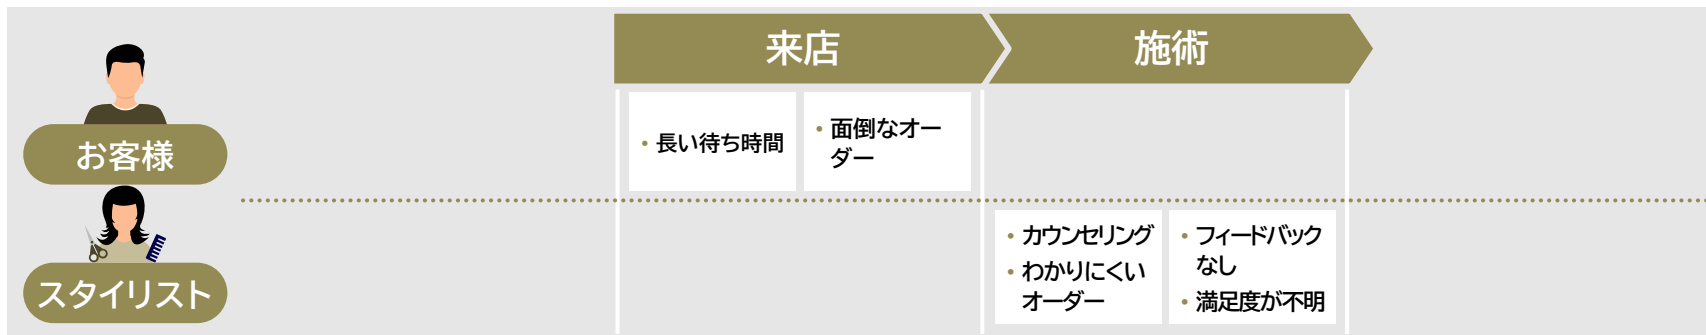 来店
施術
お客様
• 長い待ち時間
• 面倒なオー
ダー
スタイリスト
• カウンセリング
• わかりにくい
オーダー
• フィードバック
なし
• 満足度が不明